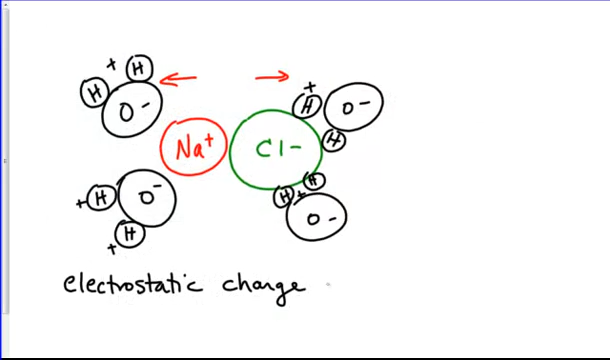 + H
H
O -
+
H
O -
H
Na+
Cl-
+ H
O -
H
+
H
H +
O -
electrostatic charge